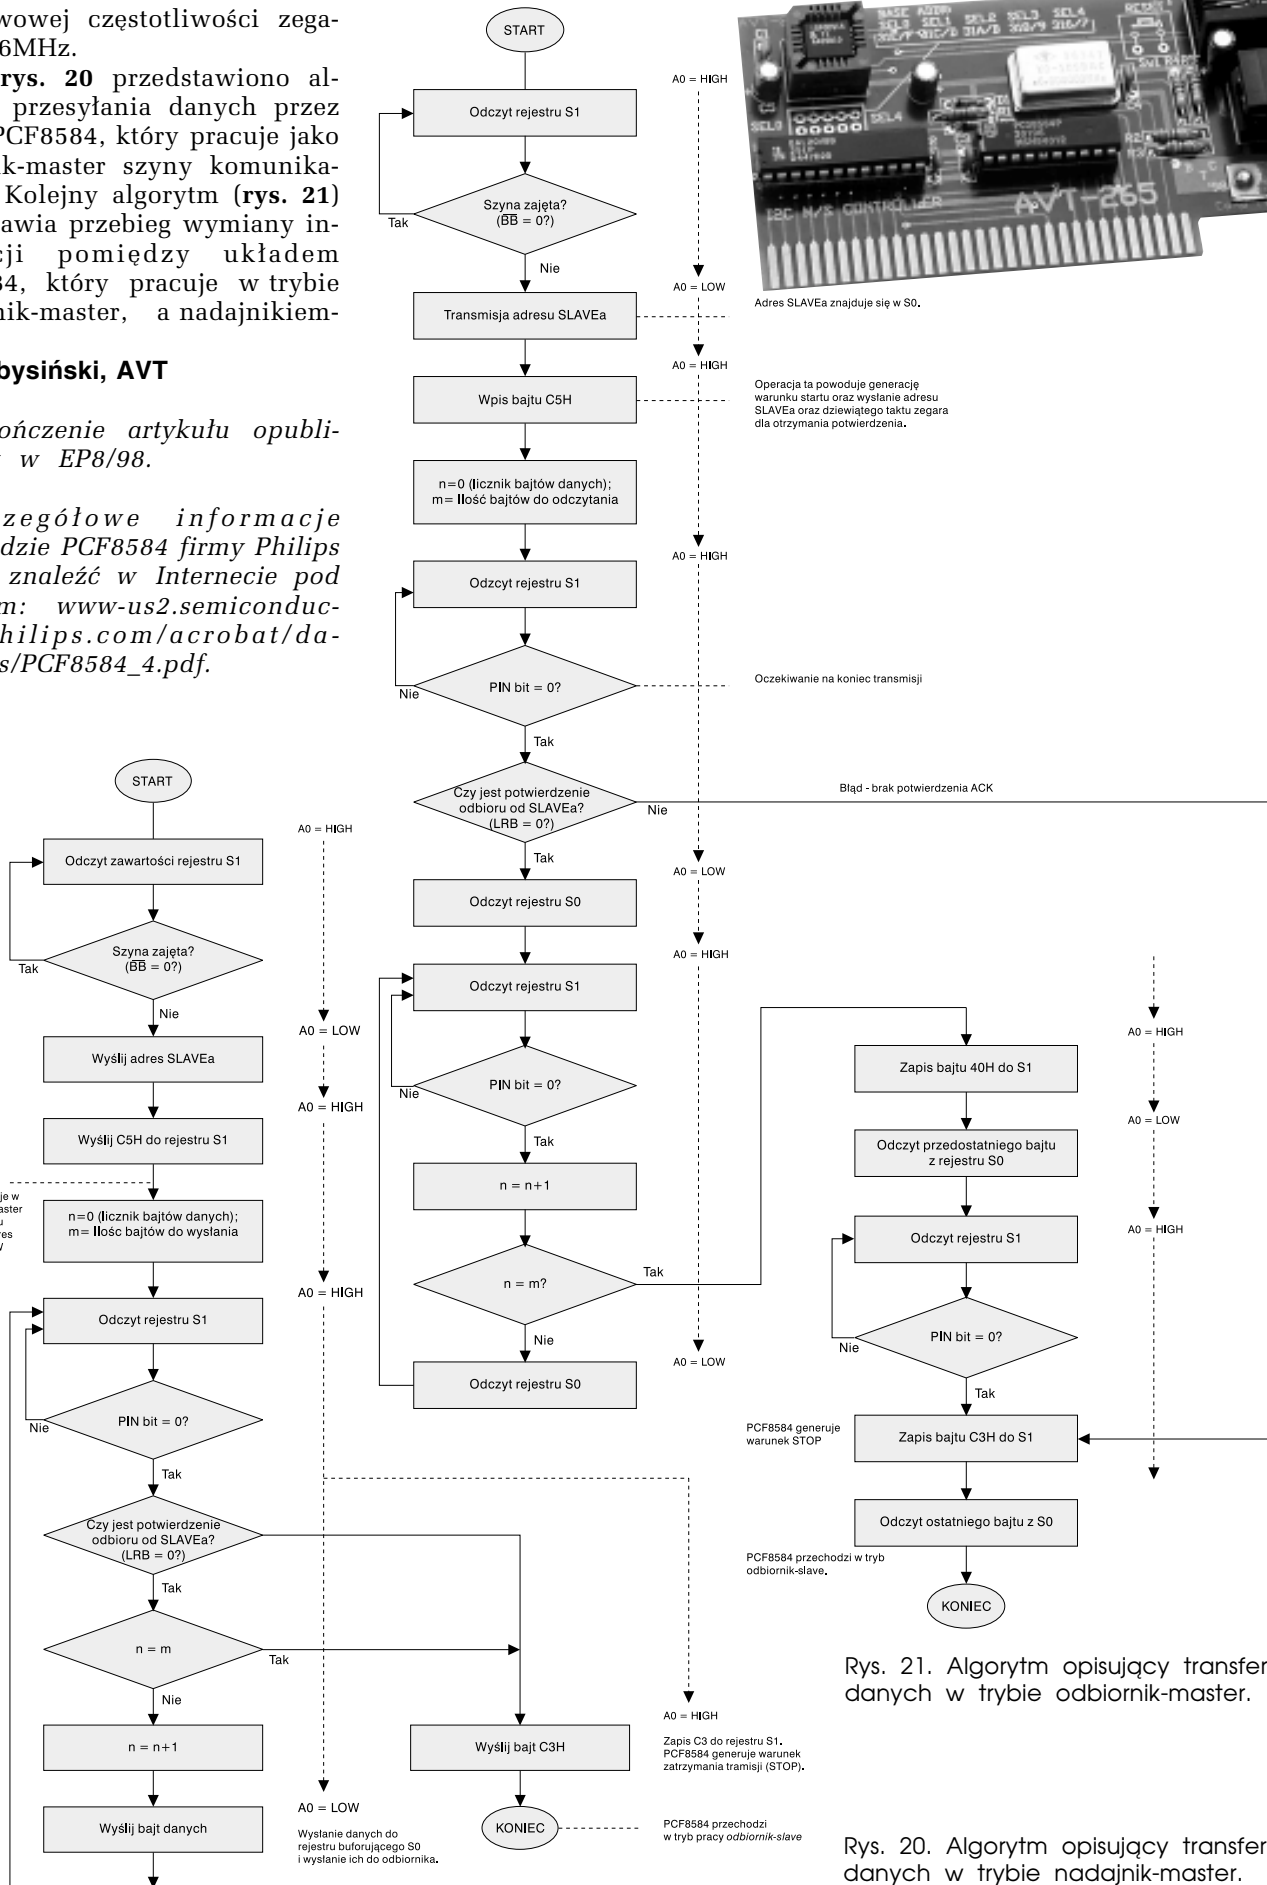 wowej częstotliwości zega-
6MHz.
rys. 20 przedstawiono al-
przesyłania danych przez
PCF8584, który pracuje jako
ik-master szyny komunika-
Kolejny algorytm (rys. 21)
awia przebieg wymiany in-
cji pomiędzy układem
84, który pracuje w trybie
nik-master, a nadajnikiem-
bysiński, AVT
ończenie artykułu opubli-
w EP8/98.
zegółowe informacje
dzie PCF8584 firmy Philips
znaleźć w Internecie pod
m: www-us2.semiconduc-
hilips.com/acrobat/da-
s/PCF8584_4.pdf.
START
A0 = HIGH
Odczyt rejestru S1
Szyna zajęta?
(BB = 0?)
Tak
Nie
A0 = LOW
Transmisja adresu SLAVEa
Adres SLAVEa znajduje się w S0.
A0 = HIGH
Wpis bajtu C5H
Operacja ta powoduje generację
warunku startu oraz wysłanie adresu
SLAVEa oraz dziewiątego taktu zegara
dla otrzymania potwierdzenia.
n=0 (licznik bajtów danych);
m= Ilość bajtów do odczytania
A0 = HIGH
Odzcyt rejestru S1
PIN bit = 0?
Nie
Oczekiwanie na koniec transmisji
Tak
Czy jest potwierdzenie
odbioru od SLAVEa?
(LRB = 0?)
Nie
Błąd - brak potwierdzenia ACK
Tak
A0 = LOW
Odczyt rejestru S0
A0 = HIGH
Odczyt rejestru S1
PIN bit = 0?
Nie
Tak
n = n+1
n = m?
Tak
Nie
A0 = LOW
Odczyt rejestru S0
A0 = HIGH
Zapis bajtu 40H do S1
A0 = LOW
Odczyt przedostatniego bajtu
z rejestru S0
A0 = HIGH
Odczyt rejestru S1
PIN bit = 0?
Nie
Tak
PCF8584 generuje
warunek STOP
Zapis bajtu C3H do S1
Odczyt ostatniego bajtu z S0
PCF8584 przechodzi w tryb
odbiornik-slave.
KONIEC
Rys. 21. Algorytm opisujący transfer
danych w trybie odbiornik-master.
START
A0 = HIGH
Odczyt zawartości rejestru S1
Szyna zajęta?
(BB = 0?)
Tak
Nie
A0 = LOW
Wyślij adres SLAVEa
A0 = HIGH
Wyślij C5H do rejestru S1
je w
aster
u
res
n=0 (licznik bajtów danych);
m= Ilośc bajtów do wysłania
A0 = HIGH
Odczyt rejestru S1
PIN bit = 0?
Nie
Tak
Czy jest potwierdzenie
odbioru od SLAVEa?
(LRB = 0?)
Tak
n = m
Tak
Nie
n = n+1
Wyślij bajt danych
A0 = LOW
Wysłanie danych do
rejestru buforującego S0
i wysłanie ich do odbiornika.
Wyślij bajt C3H
A0 = HIGH
Zapis C3 do rejestru S1.
PCF8584 generuje warunek
zatrzymania tramisji (STOP).
KONIEC
PCF8584 przechodzi
w tryb pracy odbiornik-slave
Rys. 20. Algorytm opisujący transfer
danych w trybie nadajnik-master.
BASE ADDR
SEL0 SEL1 SEL2 SEL3 SEL4
RESET
I2C M/S CONTROLLER
AVT-265